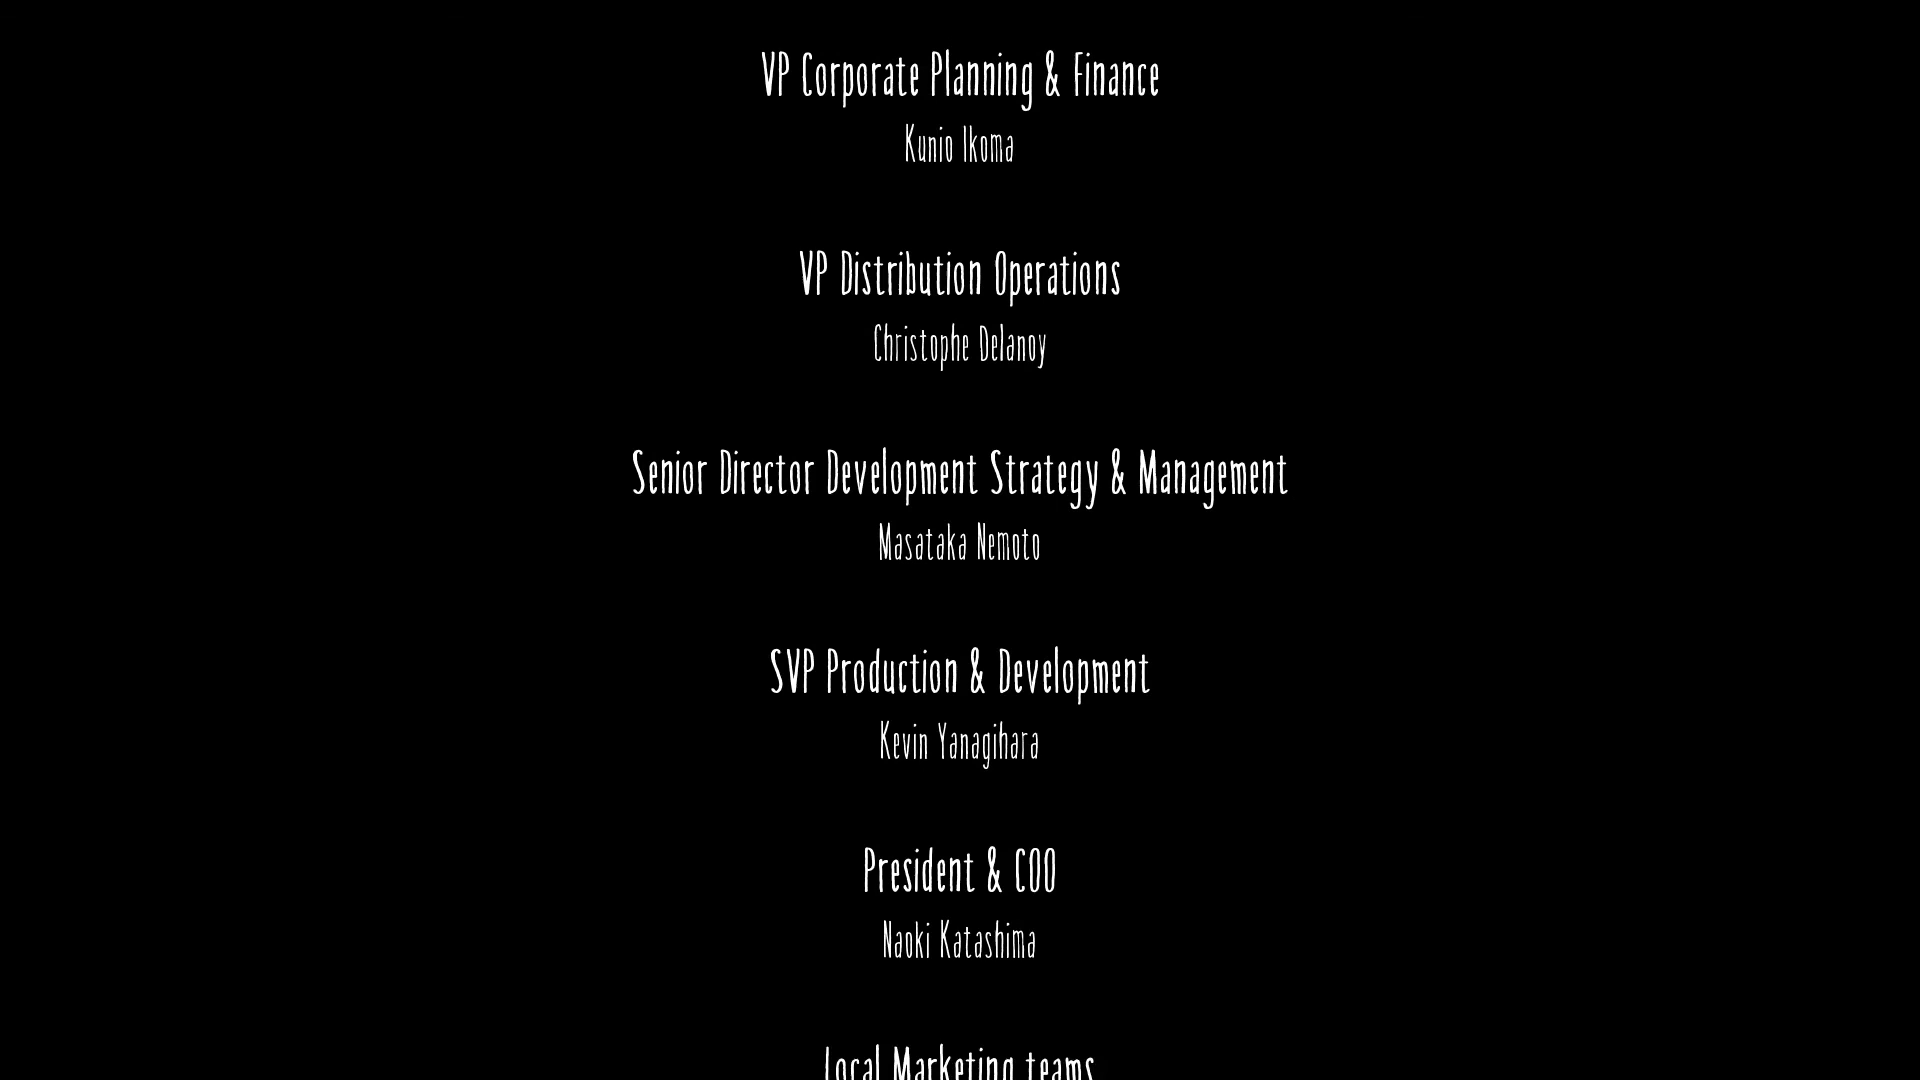 VP Corporate Planning & Finance
Kunio Ikoma
VP Distribution Operations
Christophe Delanoy
Senior Director Development Strategy & Management
Masataka Nemoto
SVP Production & Development
Kevin Yanagihara
President & COO
Naoki Katashima
Local Marketing teams